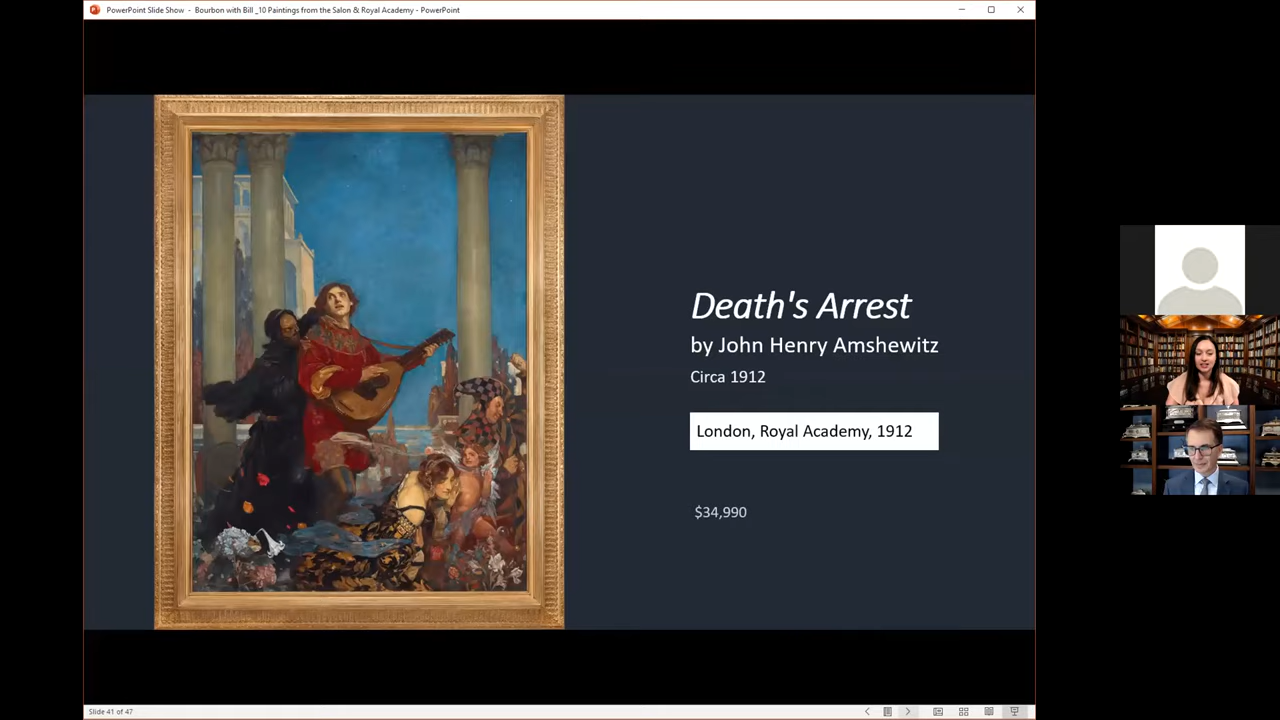 PowerPoint Slide Show - Bourbon with Bill _10 Paintings from the Salon & Royal Academy - PowerPoint
Death's Arrest
by John Henry Amshewitz
Circa 1912
London, Royal Academy, 1912
$34,990
Slide 41 of 47